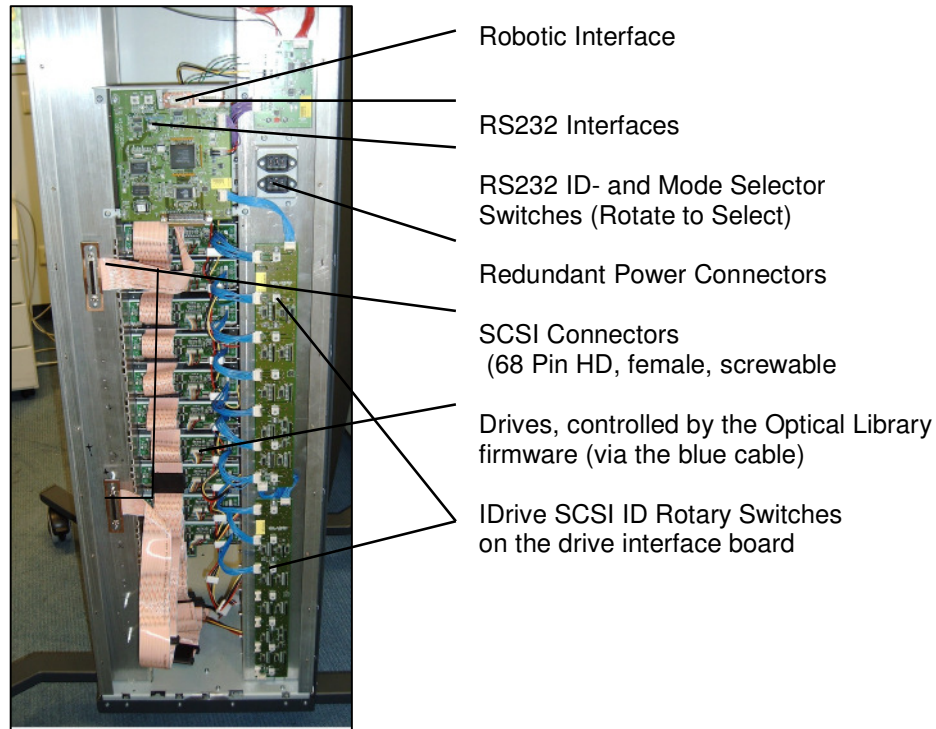 Robotic Interface
RS232 Interfaces
RS232 ID- and Mode Selector
Switches (Rotate to Select)
Redundant Power Connectors
SCSI Connectors
(68 Pin HD, female, screwable
Drives, controlled by the Optical Library
firmware (via the blue cable)
IDrive SCSI ID Rotary Switches
on the drive interface board